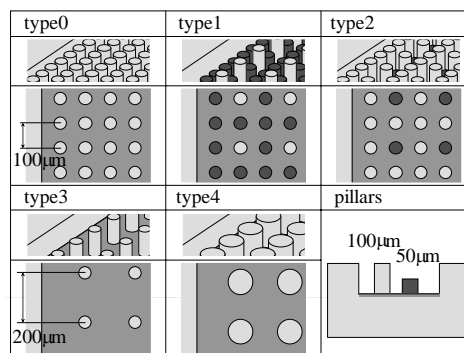 type0 type1 type2
100μm
type3 type4 pillars
100μm
50μm
200μm